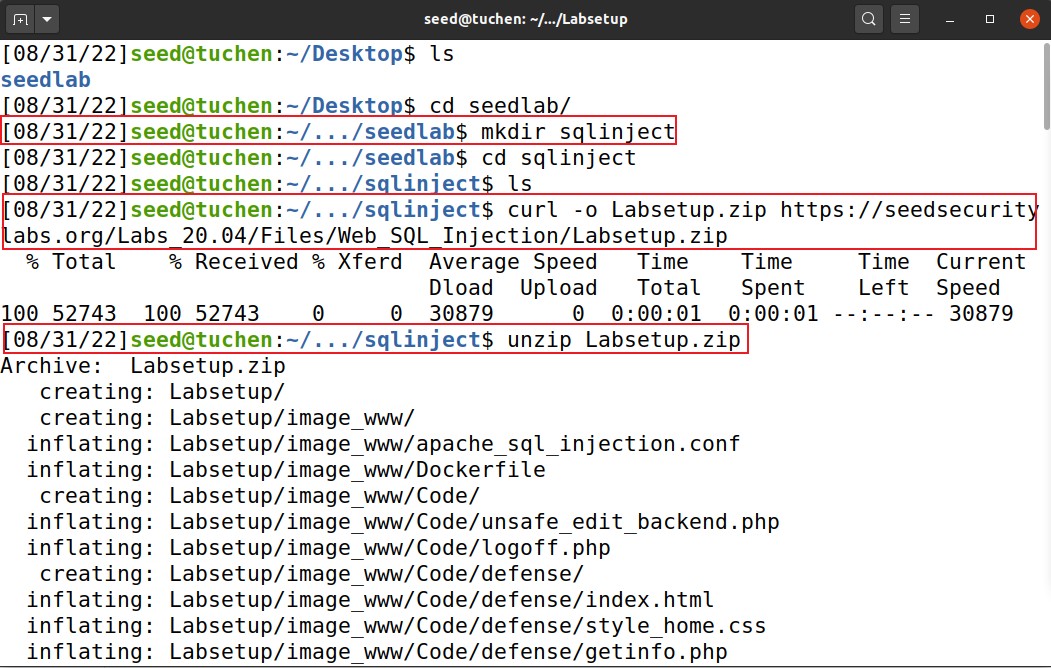 seed@tuchen: ~/.../Labsetup
[08/31/22]seed@tuchen:~/Desktop$ ls
seedlab
[08/31/22]seed@tuchen:~/Desktop$ cd seedlab/
[08/31/22]seed@tuchen:~/.../seedlab$ mkdir sqlinject
[08/31/22]seed@tuchen:~/.../seedlab$ cd sqlinject
[08/31/22]seed@tuchen:~/.../sqlinject$ ls
[08/31/22]seed@tuchen:~/.../sqlinject$ curl -o Labsetup.zip https://seedsecurity
labs.org/Labs_20.04/Files/Web_SQL_Injection/Labsetup.zip
  % Total    % Received % Xferd  Average Speed   Time    Time     Time  Current
                                 Dload  Upload   Total   Spent    Left  Speed
100 52743  100 52743    0     0  30879      0  0:00:01  0:00:01 --:--:-- 30879
[08/31/22]seed@tuchen:~/.../sqlinject$ unzip Labsetup.zip
Archive:  Labsetup.zip
   creating: Labsetup/
   creating: Labsetup/image_www/
  inflating: Labsetup/image_www/apache_sql_injection.conf
  inflating: Labsetup/image_www/Dockerfile
   creating: Labsetup/image_www/Code/
  inflating: Labsetup/image_www/Code/unsafe_edit_backend.php
  inflating: Labsetup/image_www/Code/logoff.php
   creating: Labsetup/image_www/Code/defense/
  inflating: Labsetup/image_www/Code/defense/index.html
  inflating: Labsetup/image_www/Code/defense/style_home.css
  inflating: Labsetup/image_www/Code/defense/getinfo.php